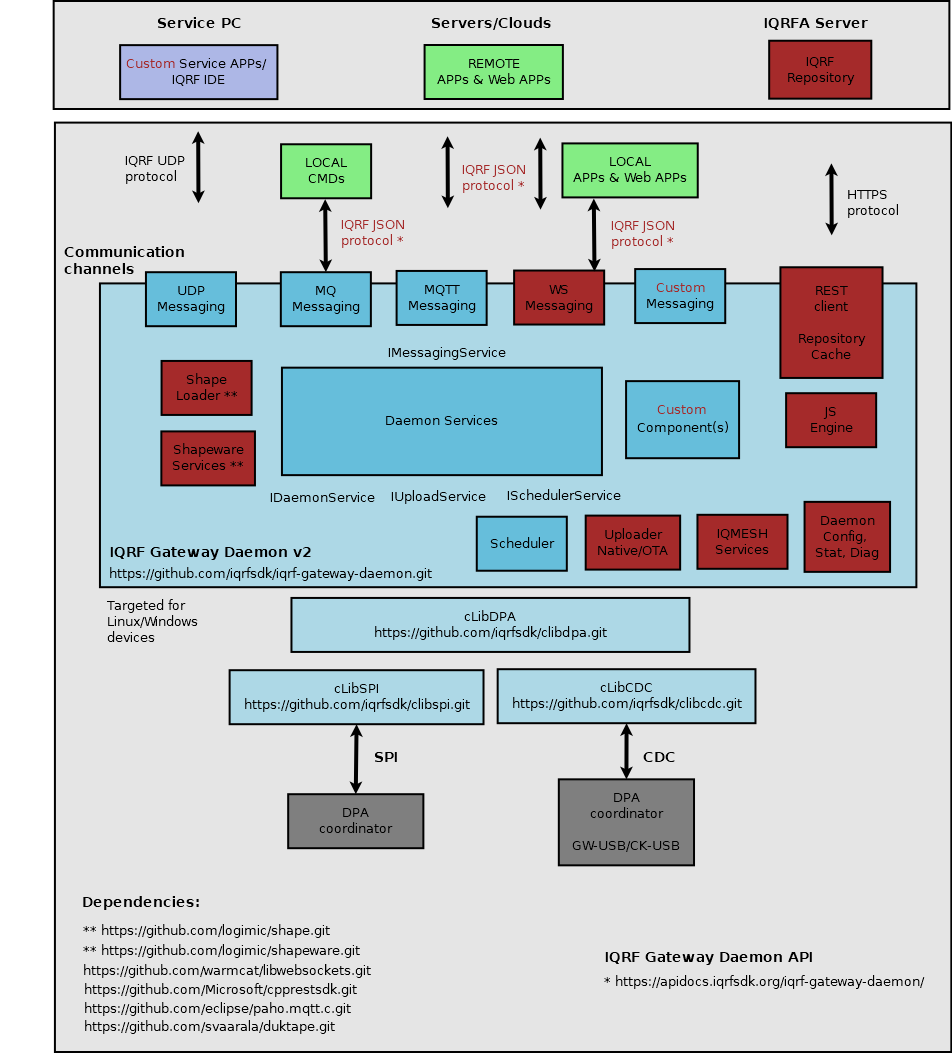 Service PC
Servers/Clouds
IQRFA Server
Custom Service APPs/
IQRF IDE
REMOTE
APPs & Web APPs
IQRF
Repository
IQRF UDP
protocol
LOCAL
CMDs
IQRF JSON
protocol *
LOCAL
APPs & Web APPs
HTTPS
protocol
IQRF JSON
protocol *
IQRF JSON
protocol *
Communication
channels
UDP
Messaging
MQ
Messaging
MQTT
Messaging
WS
Messaging
Custom
Messaging
REST
client
Repository
Cache
IMessagingService
Shape
Loader **
Daemon Services
Custom
Component(s)
JS
Engine
Shapeware
Services **
IDaemonService
IUploadService
ISchedulerService
Scheduler
Uploader
Native/OTA
IQMESH
Services
Daemon
Config,
Stat, Diag
IQRF Gateway Daemon v2
https://github.com/iqrfsdk/iqrf-gateway-daemon.git
Targeted for
Linux/Windows
devices
cLibDPA
https://github.com/iqrfsdk/clibdpa.git
cLibSPI
https://github.com/iqrfsdk/clibspi.git
cLibCDC
https://github.com/iqrfsdk/clibcdc.git
SPI
CDC
DPA
coordinator
DPA
coordinator
GW-USB/CK-USB
Dependencies:
** https://github.com/logimic/shape.git
** https://github.com/logimic/shapeware.git
https://github.com/warmcat/libwebsockets.git
https://github.com/Microsoft/cpprestsdk.git
https://github.com/eclipse/paho.mqtt.c.git
https://github.com/svaarala/duktape.git
IQRF Gateway Daemon API
* https://apidocs.iqrfsdk.org/iqrf-gateway-daemon/